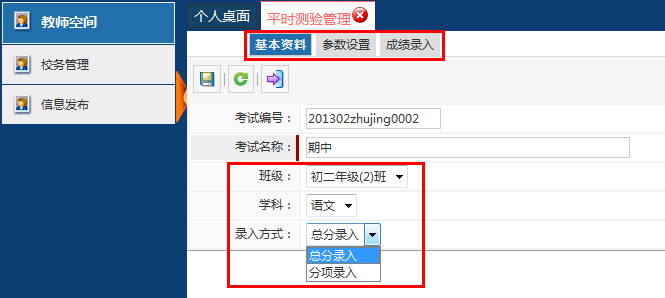 教师空间
校务管理
信息发布
个人桌面 平时测验管理
基本资料 参数设置 成绩录入
考试编号： 201302zhujing0002
考试名称： 期中
班级： 初二年级(2)班
学科： 语文
录入方式： 总分录入
总分录入
分项录入